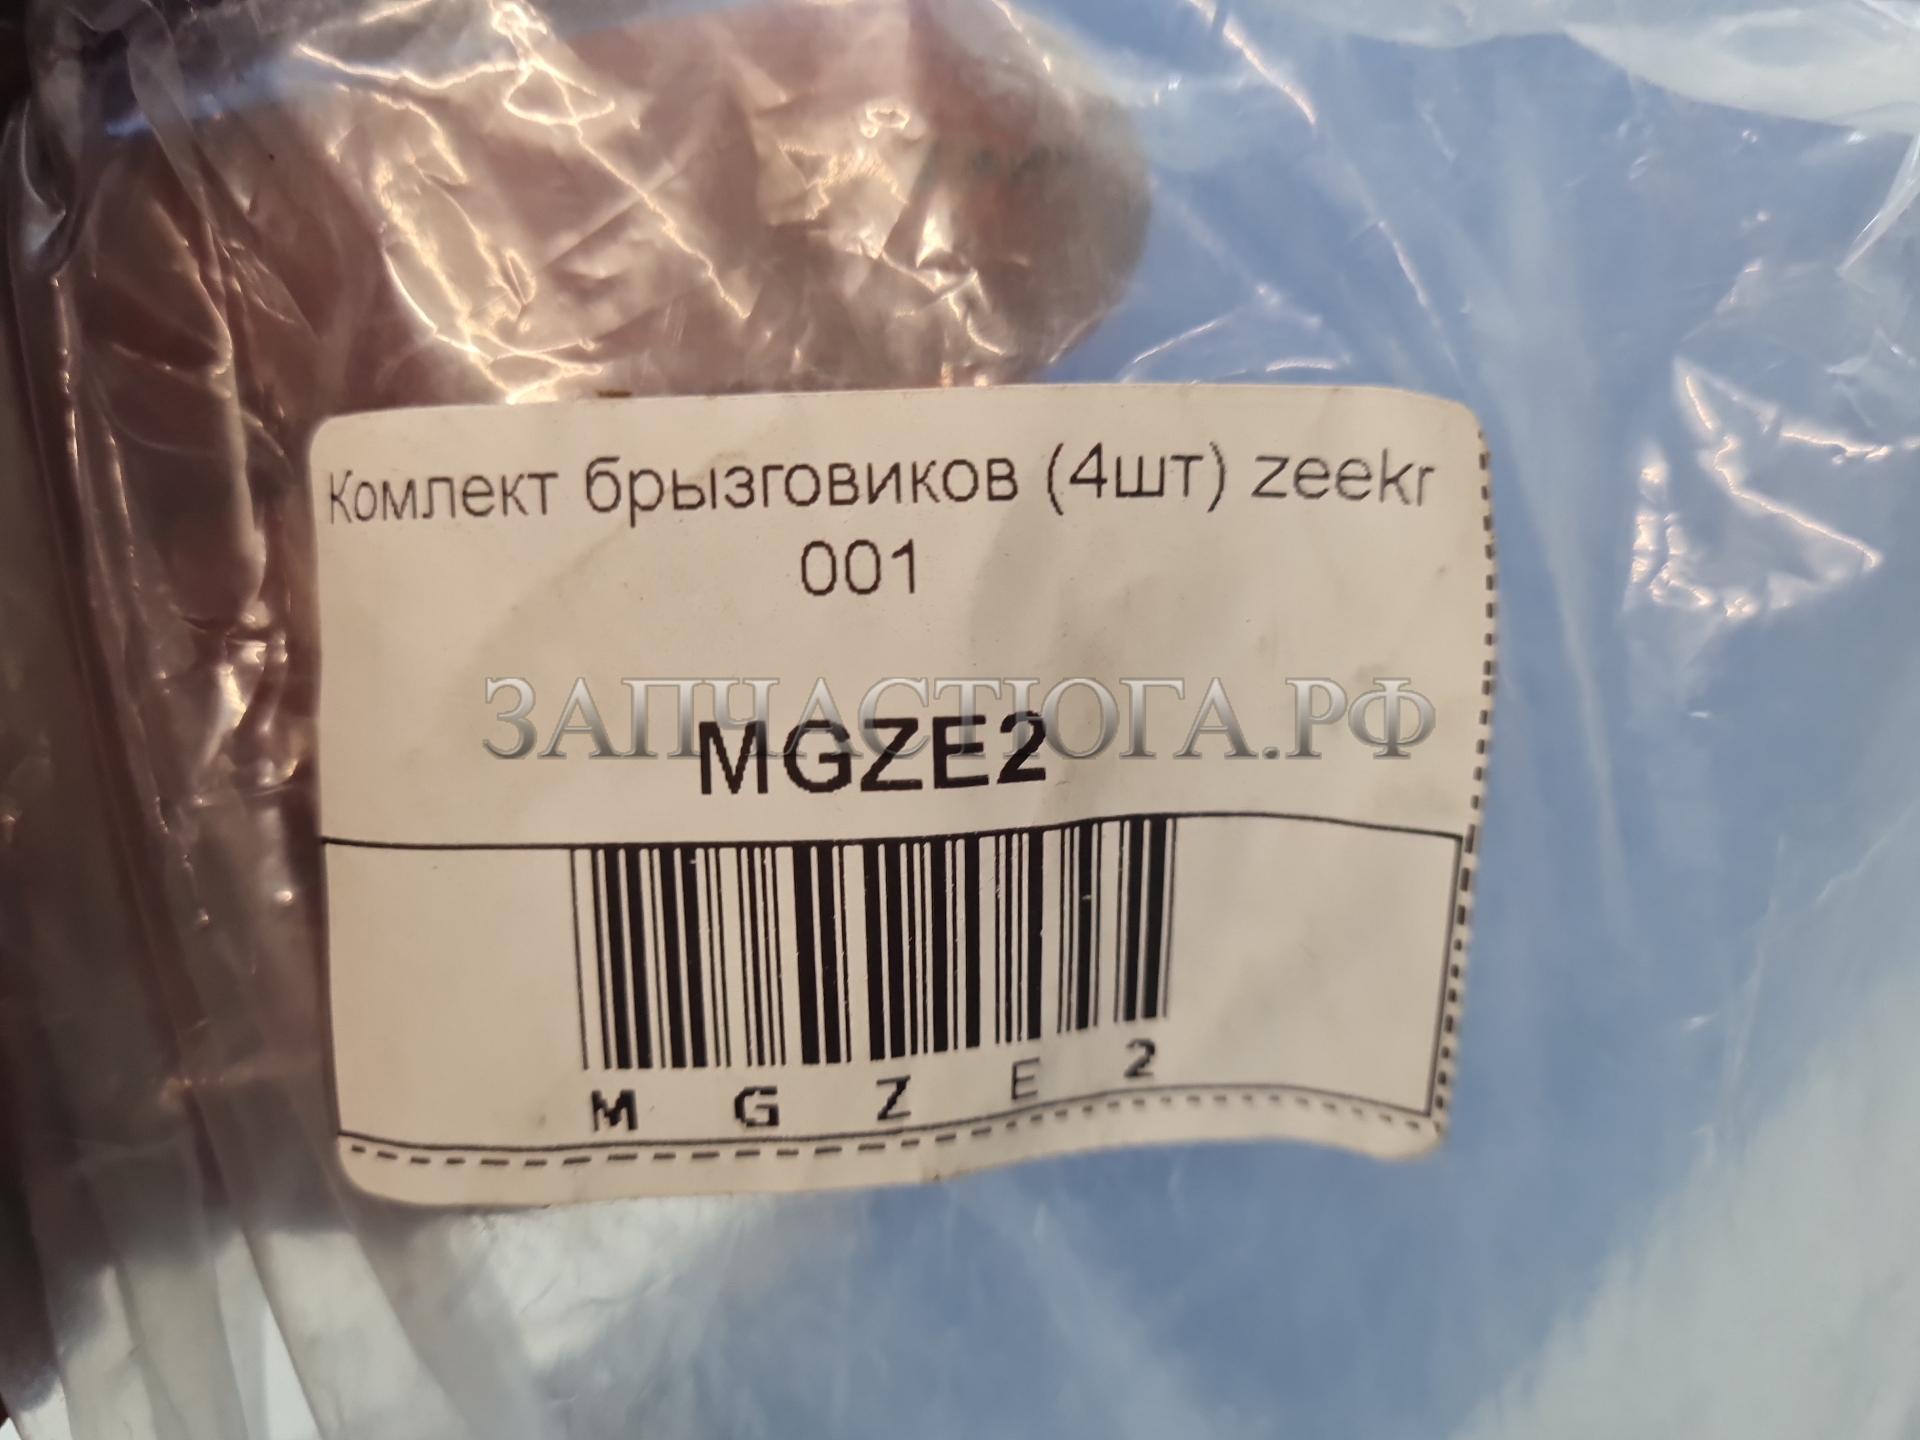 Комлект брызговиков (4шт) zeekr
001
ЗАПЧАСТЮГА.РФ
MGZE2
M G Z E 2